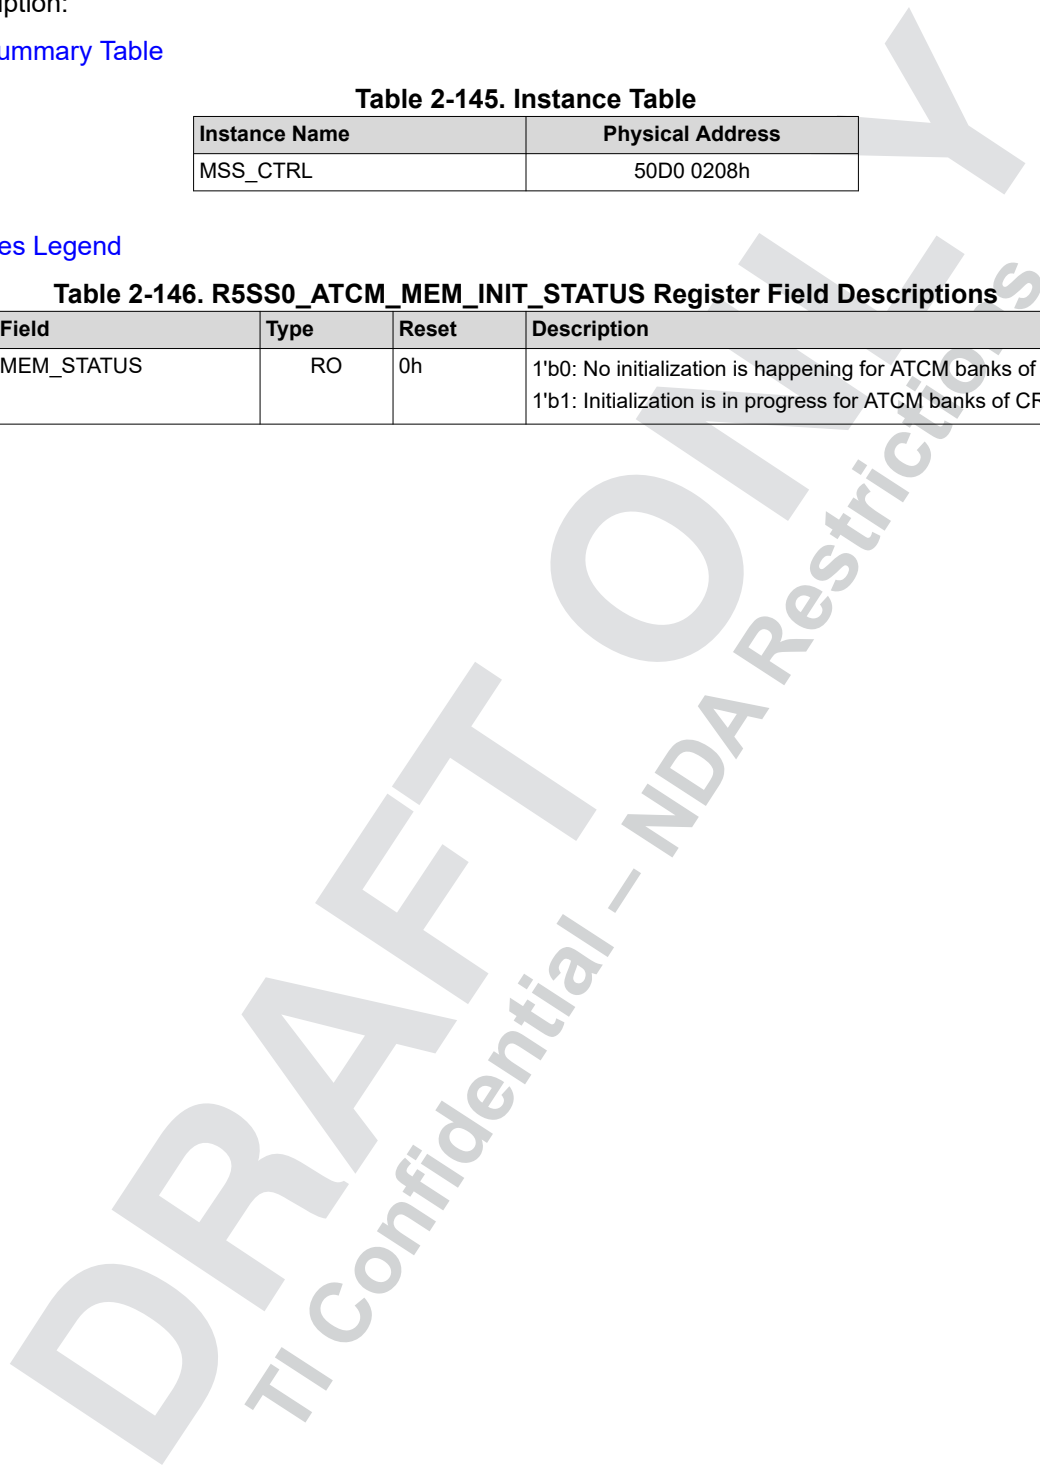 iption:
ummary Table
Table 2-145. Instance Table
Instance Name Physical Address
MSS_CTRL 50D0 0208h
es Legend
Table 2-146. R5SS0_ATCM_MEM_INIT_STATUS Register Field Descriptions
Field Type Reset Description
MEM_STATUS RO 0h 1'b0: No initialization is happening for ATCM banks of
1'b1: Initialization is in progress for ATCM banks of CR
DRAFT ONLY
TI Confidential – NDA Restrictions